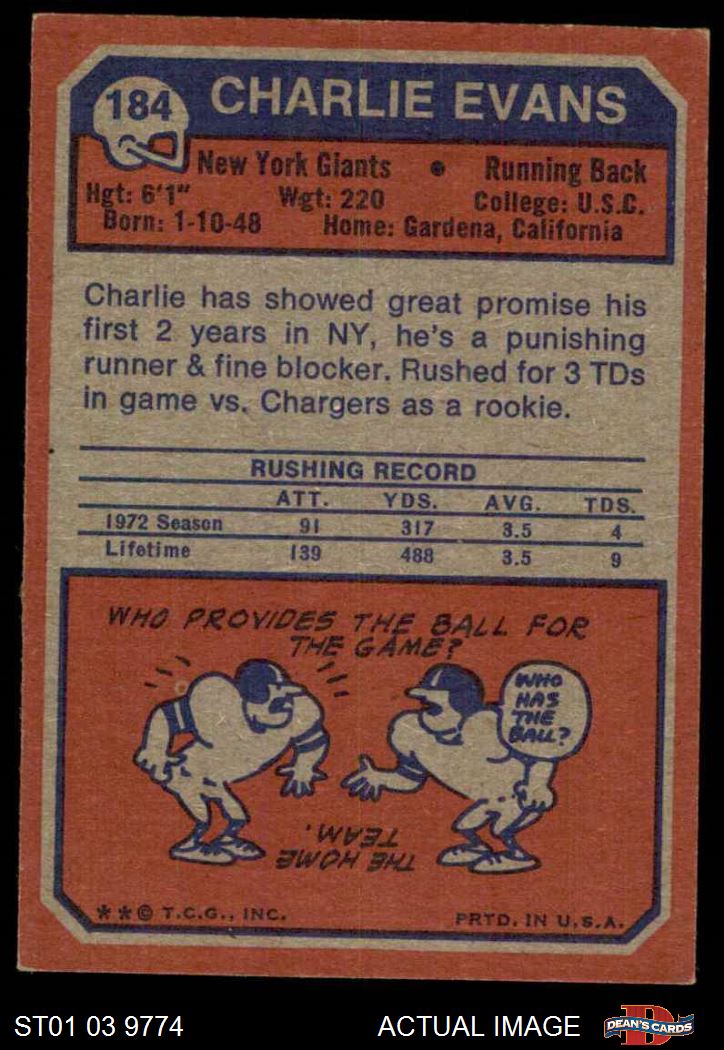 184
CHARLIE EVANS
New York Giants • Running Back
Hgt: 6'1" Wgt: 220 College: U.S.C.
Born: 1-10-48 Home: Gardena, California
Charlie has showed great promise his
first 2 years in NY, he's a punishing
runner & fine blocker. Rushed for 3 TDs
in game vs. Chargers as a rookie.
RUSHING RECORD
ATT. YDS. AVG. TDS.
1972 Season 91 317 3.5 4
Lifetime 139 488 3.5 9
WHO PROVIDES THE BALL FOR
THE GAME?
WHO
HAS
THE
BALL?
THE HOME
TEAM.
* * © T.C.G., INC. PRTD. IN U.S.A.
ST01 03 9774 ACTUAL IMAGE
D
DEAN'S CARDS